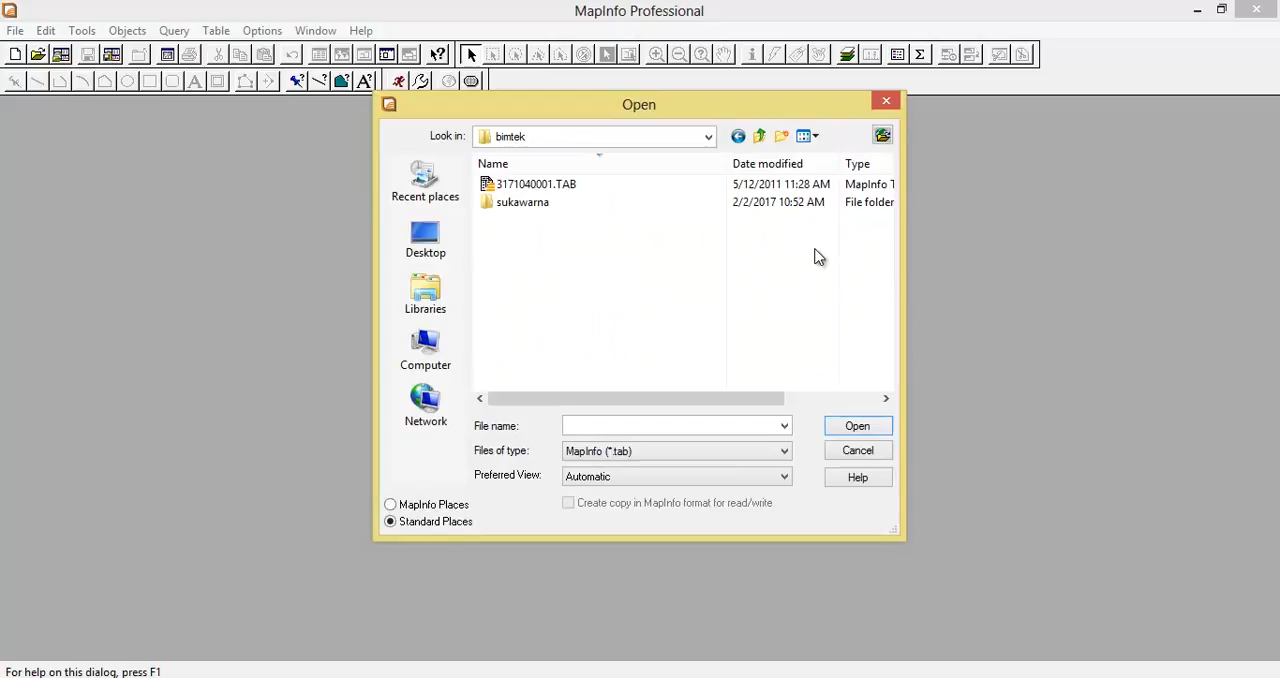 MapInfo Professional
File Edit Tools Objects Query Table Options Window Help
Open
Look in: bimtek
Name Date modified Type
3171040001.TAB 5/12/2011 11:28 AM MapInfo T
sukawarna 2/2/2017 10:52 AM File folder
Recent places
Desktop
Libraries
Computer
Network
File name: Open
Files of type: MapInfo (*.tab) Cancel
Preferred View: Automatic Help
MapInfo Places Create copy in MapInfo format for read/write
Standard Places
For help on this dialog, press F1